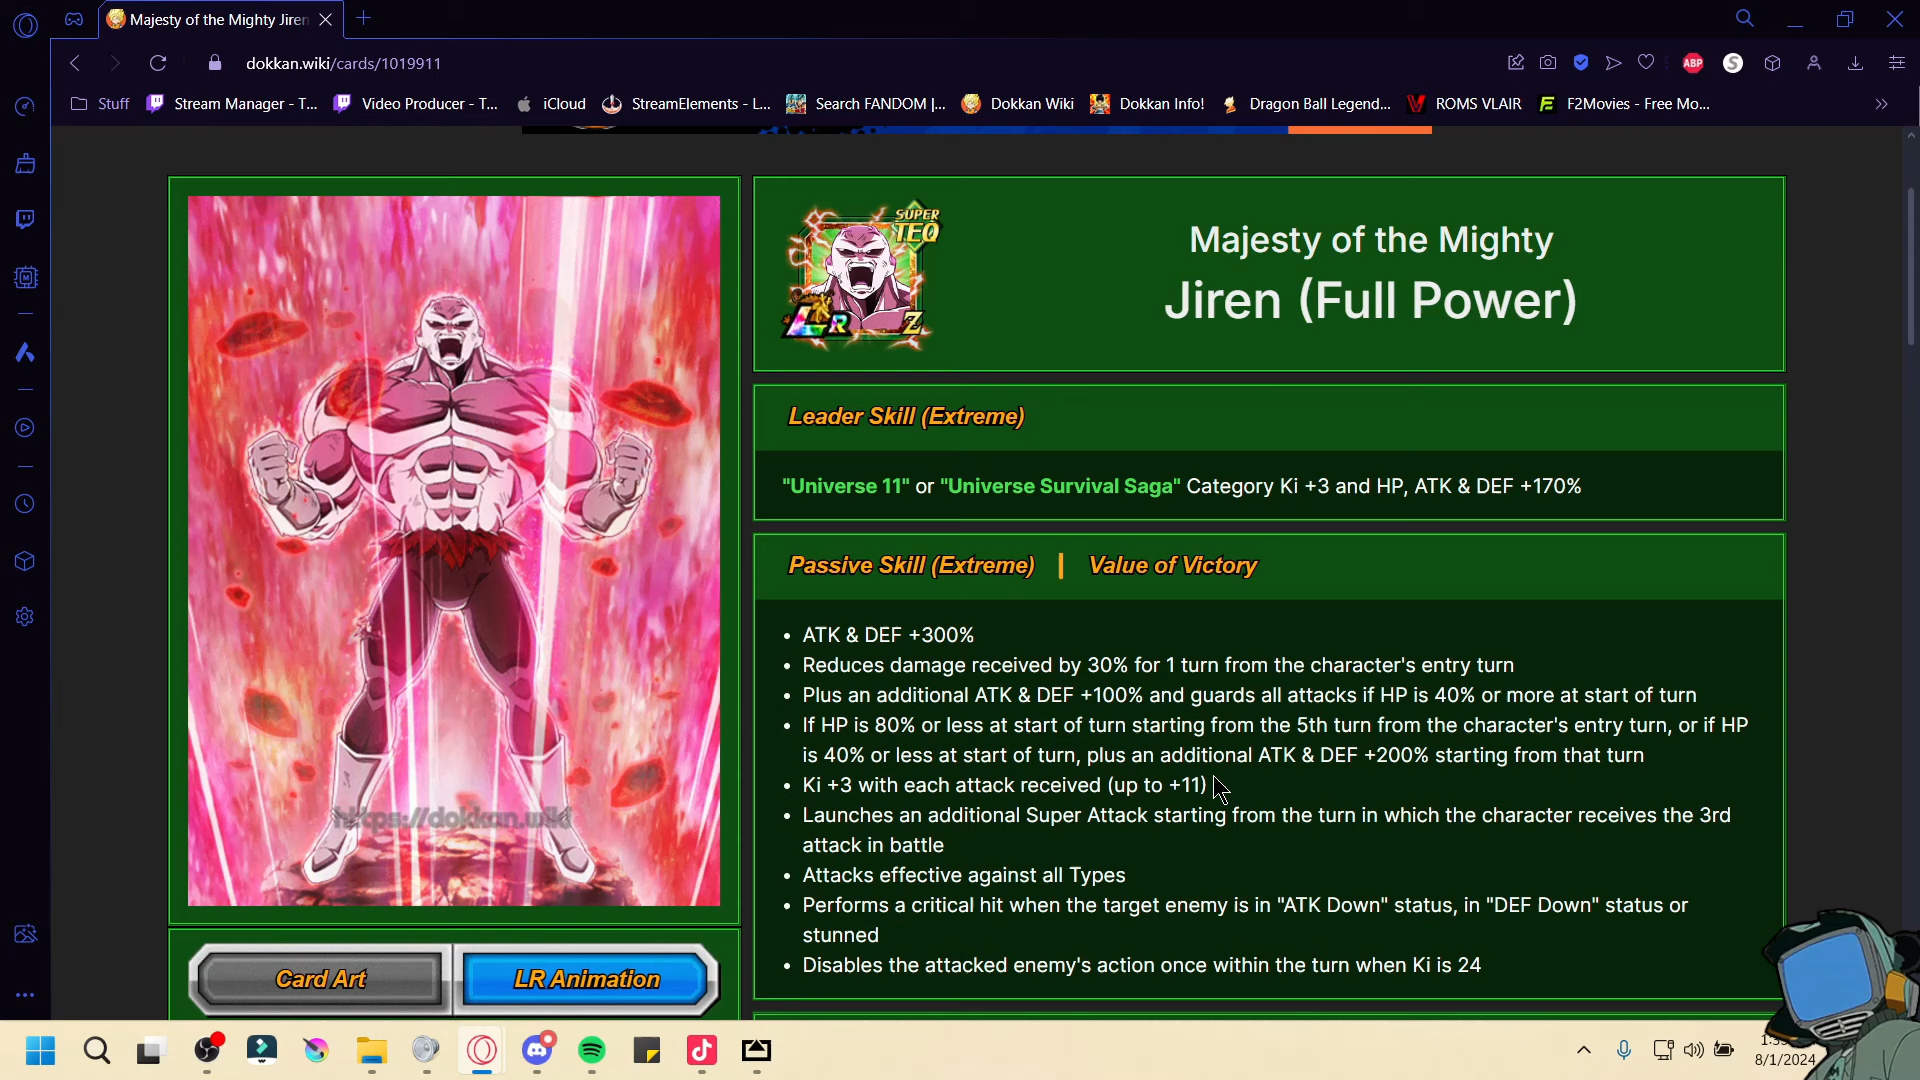 Majesty of the Mighty Jiren
dokkan.wiki/cards/1019911
ABP
S
Stuff
Stream Manager - T...
Video Producer - T...
iCloud
StreamElements - L...
Search FANDOM |...
Dokkan Wiki
Dokkan Info!
Dragon Ball Legend...
ROMS VLAIR
F2Movies - Free Mo...
SUPER
TEQ
LR
Z
Majesty of the Mighty
Jiren (Full Power)
Leader Skill (Extreme)
"Universe 11" or "Universe Survival Saga" Category Ki +3 and HP, ATK & DEF +170%
Passive Skill (Extreme) | Value of Victory
• ATK & DEF +300%
• Reduces damage received by 30% for 1 turn from the character's entry turn
• Plus an additional ATK & DEF +100% and guards all attacks if HP is 40% or more at start of turn
• If HP is 80% or less at start of turn starting from the 5th turn from the character's entry turn, or if HP
is 40% or less at start of turn, plus an additional ATK & DEF +200% starting from that turn
• Ki +3 with each attack received (up to +11)
• Launches an additional Super Attack starting from the turn in which the character receives the 3rd
attack in battle
• Attacks effective against all Types
• Performs a critical hit when the target enemy is in "ATK Down" status, in "DEF Down" status or
stunned
• Disables the attacked enemy's action once within the turn when Ki is 24
https://dokkan.wiki
Card Art
LR Animation
8/1/2024